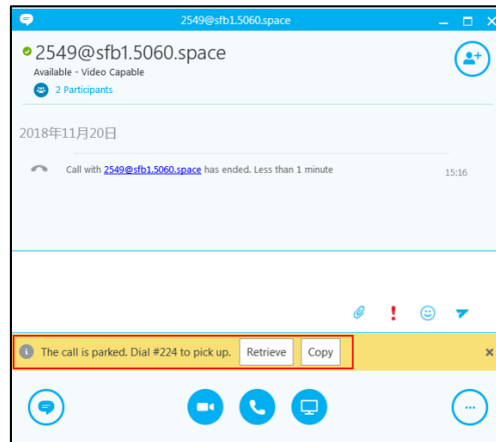 2549@sfb1.5060.space
2549@sfb1.5060.space
Available - Video Capable
2 Participants
2018年11月20日
Call with 2549@sfb1.5060.space has ended. Less than 1 minute
15:16
The call is parked. Dial #224 to pick up. Retrieve Copy